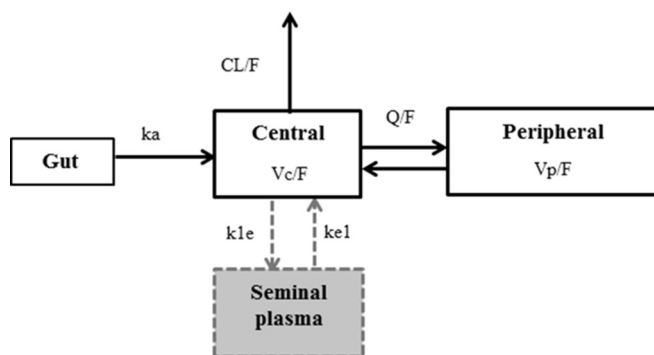 CL/F
ka
Gut
Central
Vc/F
Q/F
Peripheral
Vp/F
k1e
ke1
Seminal
plasma